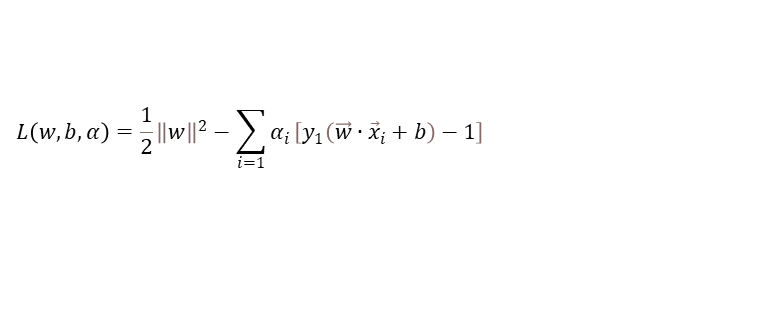 L(w, b, α) = 1/2 ||w||² − ∑_{i=1} α_i [y_1(w⃗ · x⃗_i + b) − 1]